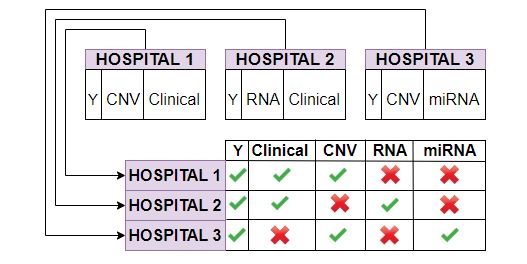 HOSPITAL 1 HOSPITAL 2 HOSPITAL 3
Y CNV Clinical Y RNA Clinical Y CNV miRNA
Y Clinical CNV RNA miRNA
HOSPITAL 1
HOSPITAL 2
HOSPITAL 3